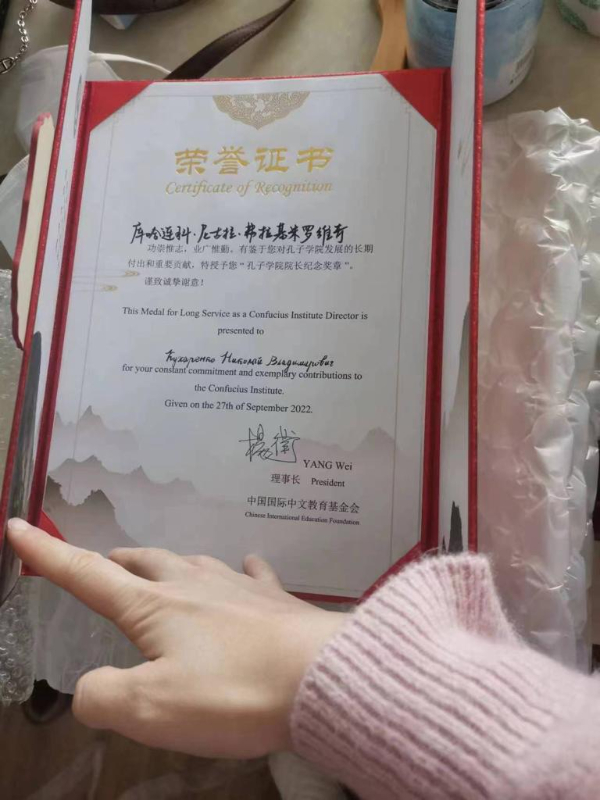 荣誉证书
Certificate of Recognition
库哈连科·尼古拉·弗拉基米罗维奇
功崇惟志，业广惟勤，有鉴于您对孔子学院发展的长期
付出和重要贡献，特授予您“孔子学院院长纪念奖章”。
谨致诚挚谢意！
This Medal for Long Service as a Confucius Institute Director is
presented to
Кухаренко Николай Владимирович
for your constant commitment and exemplary contributions to
the Confucius Institute.
Given on the 27th of September 2022.
楊衛
YANG Wei
理事长 President
中国国际中文教育基金会
Chinese International Education Foundation